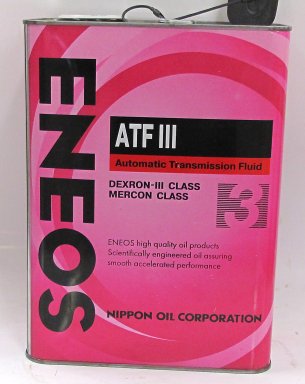 ENEOS
ATF III
Automatic Transmission Fluid
DEXRON-III CLASS
MERCON CLASS
3
ENEOS high quality oil products
Scientifically engineered oil assuring
smooth accelerated performance
NIPPON OIL CORPORATION